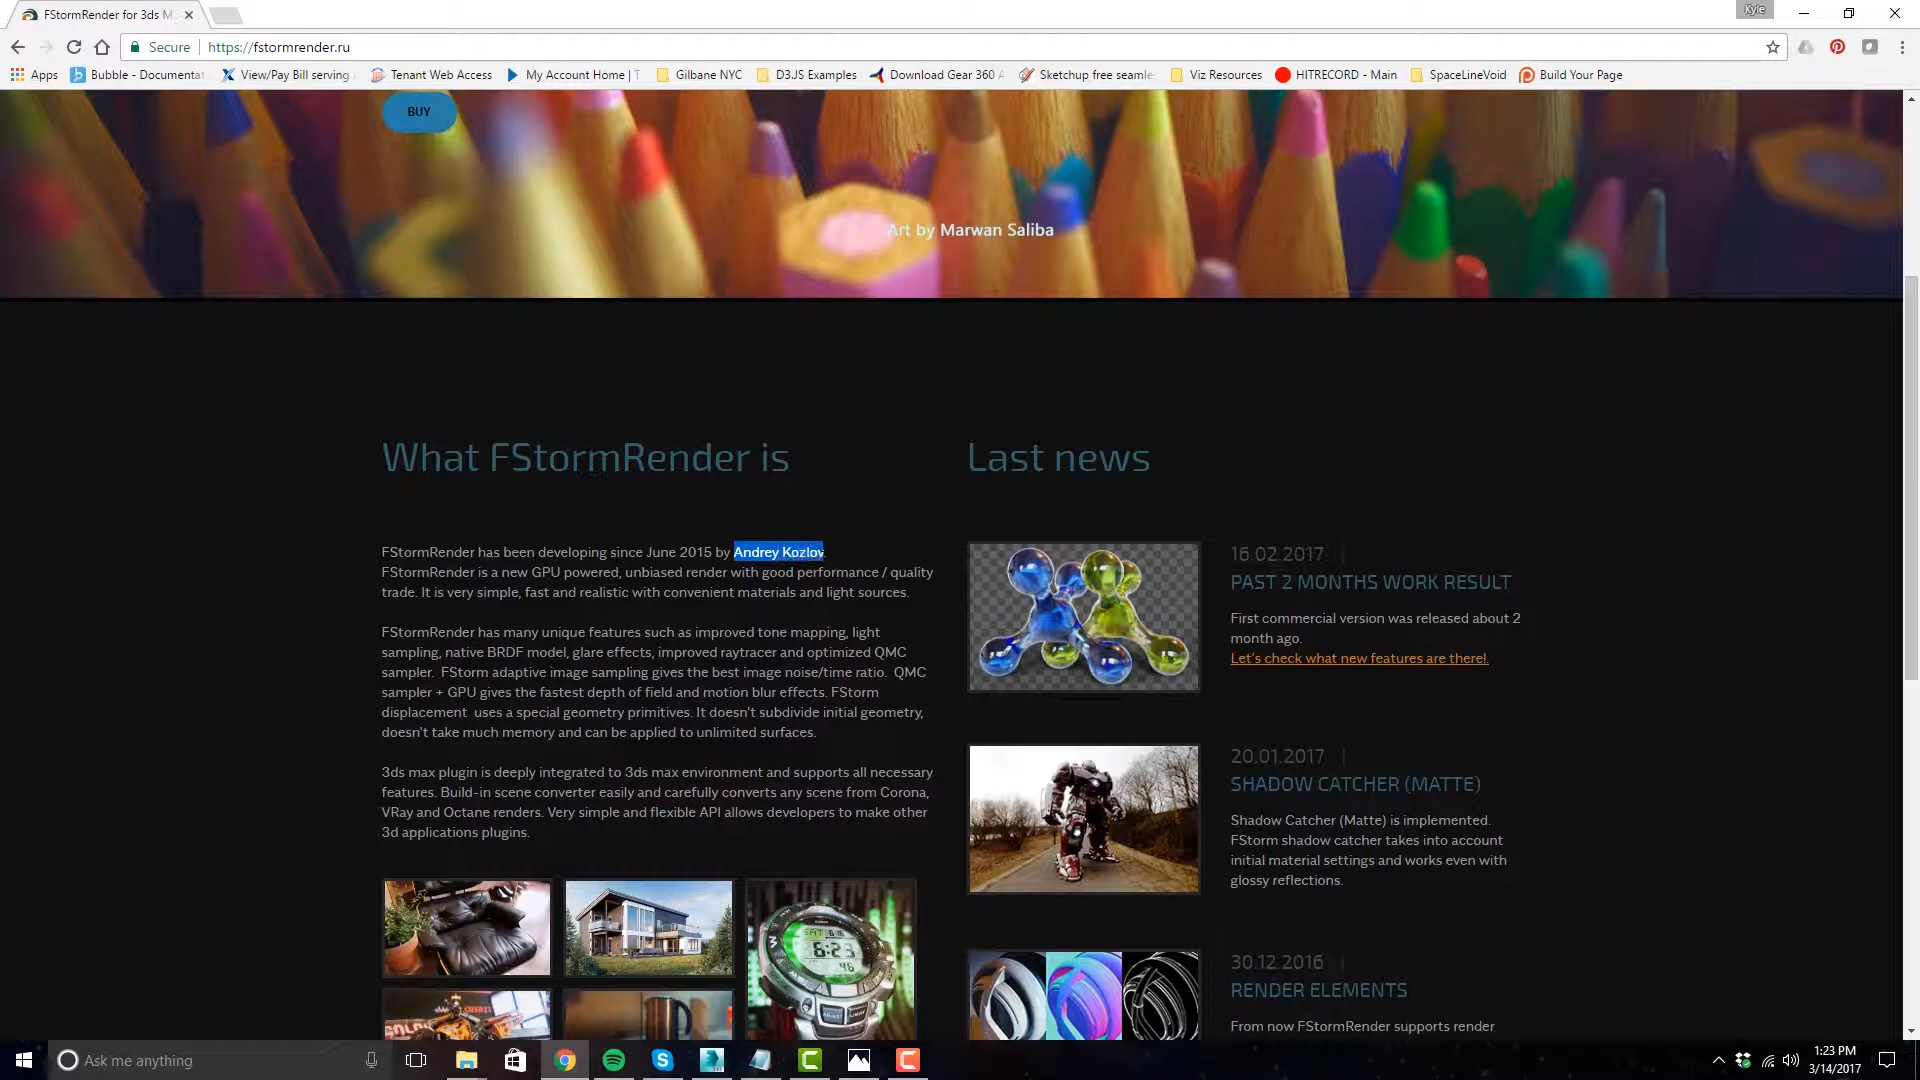 FStormRender for 3ds M
Kyle
Secure
https://fstormrender.ru
Apps
Bubble - Documentat
View/Pay Bill serving
Tenant Web Access
My Account Home | T
Gilbane NYC
D3.JS Examples
Download Gear 360
Sketchup free seamle
Viz Resources
HITRECORD - Main
SpaceLineVoid
Build Your Page
BUY
Art by Marwan Saliba
What FStormRender is
FStormRender has been developing since June 2015 by Andrey Kozlov.
FStormRender is a new GPU powered, unbiased render with good performance / quality
trade. It is very simple, fast and realistic with convenient materials and light sources.
FStormRender has many unique features such as improved tone mapping, light
sampling, native BRDF model, glare effects, improved raytracer and optimized QMC
sampler.  FStorm adaptive image sampling gives the best image noise/time ratio.  QMC
sampler + GPU gives the fastest depth of field and motion blur effects. FStorm
displacement  uses a special geometry primitives. It doesn't subdivide initial geometry,
doesn't take much memory and can be applied to unlimited surfaces.
3ds max plugin is deeply integrated to 3ds max environment and supports all necessary
features. Build-in scene converter easily and carefully converts any scene from Corona,
VRay and Octane renders. Very simple and flexible API allows developers to make other
3d applications plugins.
Last news
16.02.2017 |
PAST 2 MONTHS WORK RESULT
First commercial version was released about 2
month ago.
Let's check what new features are there!.
20.01.2017 |
SHADOW CATCHER (MATTE)
Shadow Catcher (Matte) is implemented.
FStorm shadow catcher takes into account
initial material settings and works even with
glossy reflections.
30.12.2016 |
RENDER ELEMENTS
From now FStormRender supports render
Ask me anything
1:23 PM
3/14/2017